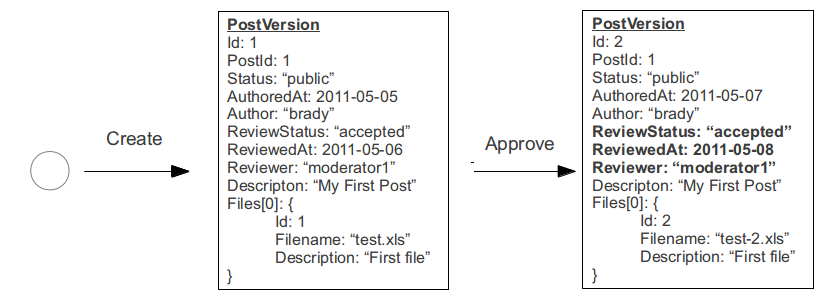 Create
PostVersion
Id: 1
PostId: 1
Status: “public”
AuthoredAt: 2011-05-05
Author: “brady”
ReviewStatus: “accepted”
ReviewedAt: 2011-05-06
Reviewer: “moderator1”
Descripton: “My First Post”
Files[0]: {
Id: 1
Filename: “test.xls”
Description: “First file”
}
Approve
PostVersion
Id: 2
PostId: 1
Status: “public”
AuthoredAt: 2011-05-07
Author: “brady”
ReviewStatus: “accepted”
ReviewedAt: 2011-05-08
Reviewer: “moderator1”
Descripton: “My First Post”
Files[0]: {
Id: 2
Filename: “test-2.xls”
Description: “First file”
}